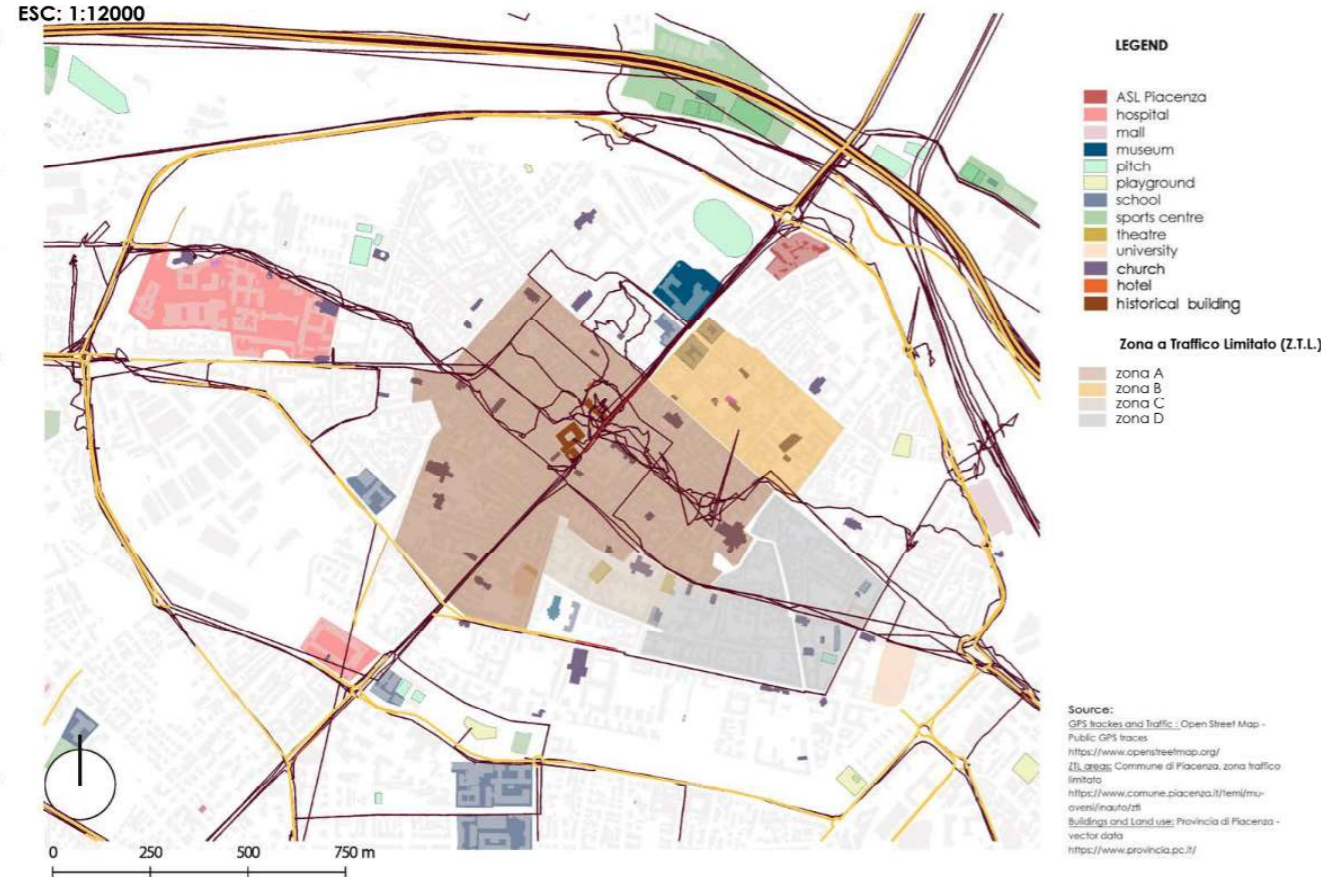 ESC: 1:12000
LEGEND
ASL Piacenza
hospital
mall
museum
pitch
playground
school
sports centre
theatre
university
church
hotel
historical building
Zona a Traffico Limitato (Z.T.L.)
zona A
zona B
zona C
zona D
Source:
GPS trackes and Traffic : Open Street Map -
Public GPS traces
https://www.openstreetmap.org/
ZTL areas: Commune di Piacenza, zona traffico
limitato
https://www.comune.piacenza.it/temi/mu-
oversi/inauto/ztl
Buildings and Land use: Provincia di Piacenza -
vector data
https://www.provincia.pc.it/
0 250 500 750 m